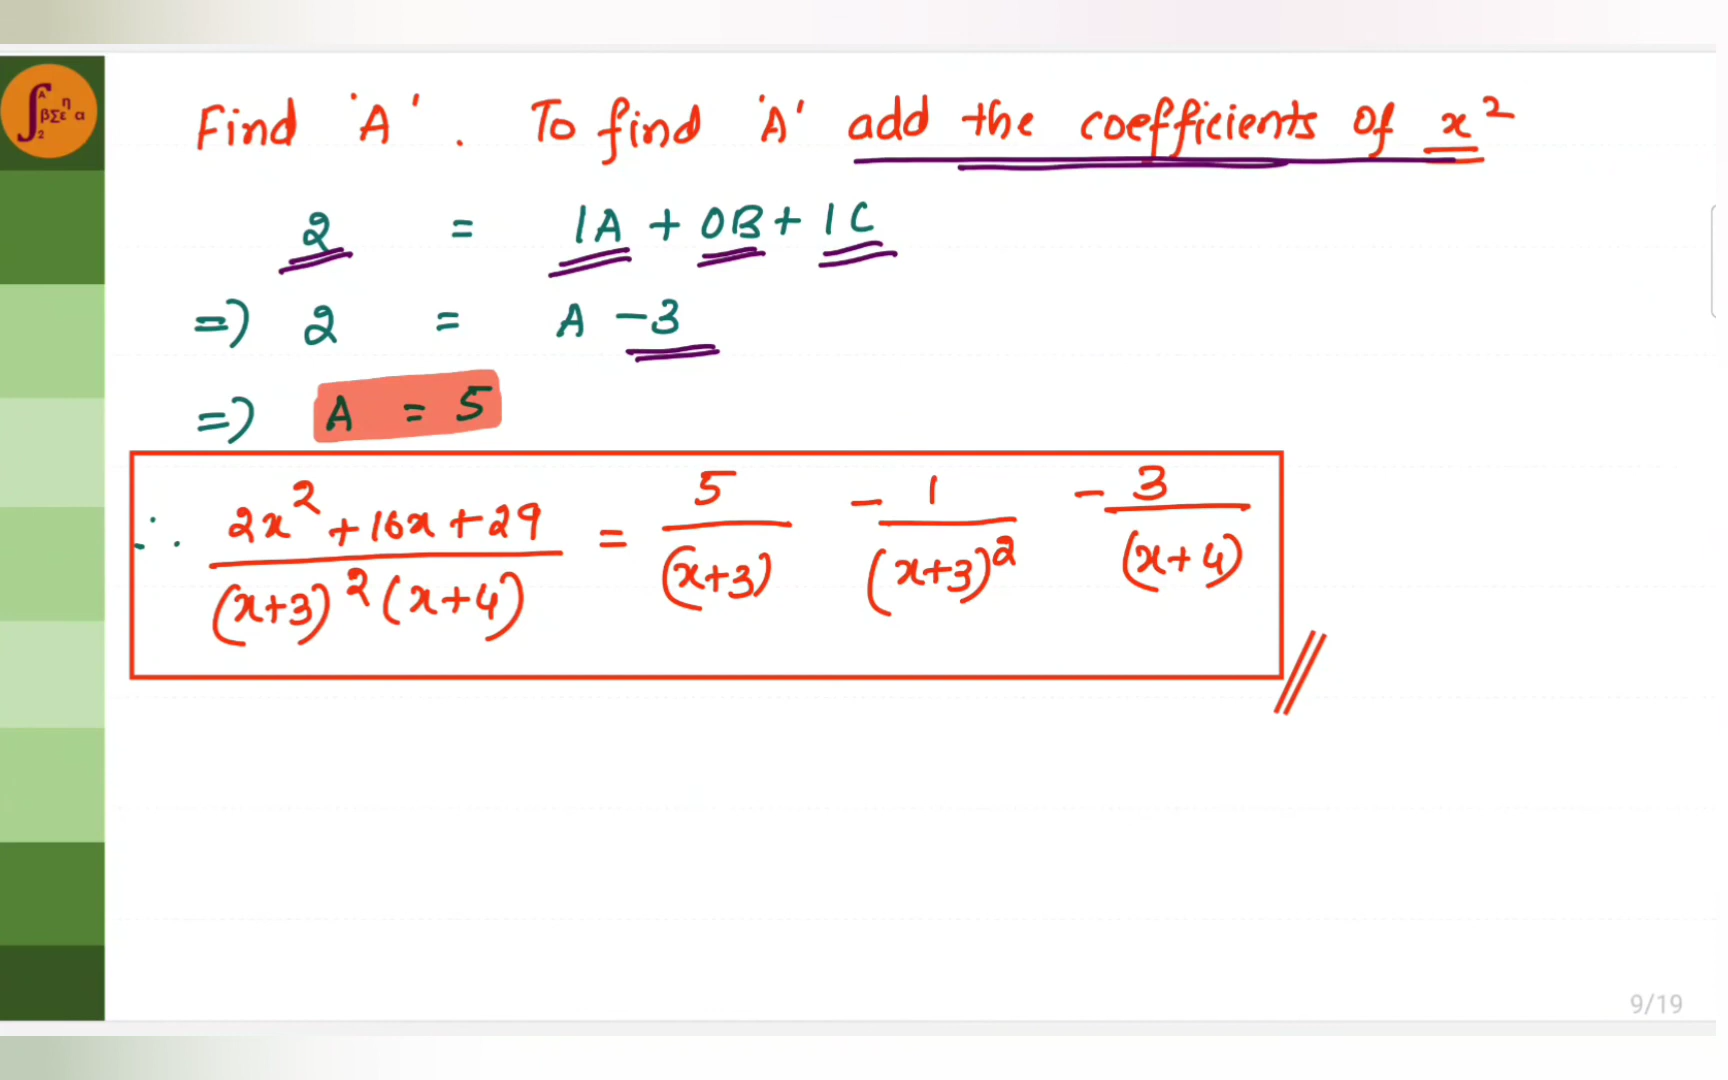 Find 'A'. To find 'A' add the coefficients of x²
2 = 1A + 0B + 1C
=> 2 = A - 3
=> A = 5
∴ 2x² + 16x + 29 / (x+3)² (x+4) = 5 / (x+3) - 1 / (x+3)² - 3 / (x+4)
9/19